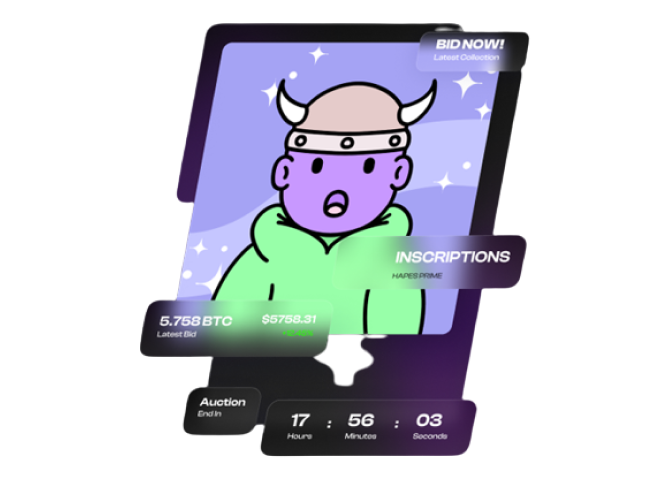 BID NOW!
Latest Collection
INSCRIPTIONS
HAPES PRIME
5.758 BTC
$5758.31
Latest Bid
Auction
End In
17 : 56 : 03
Hours Minutes Seconds